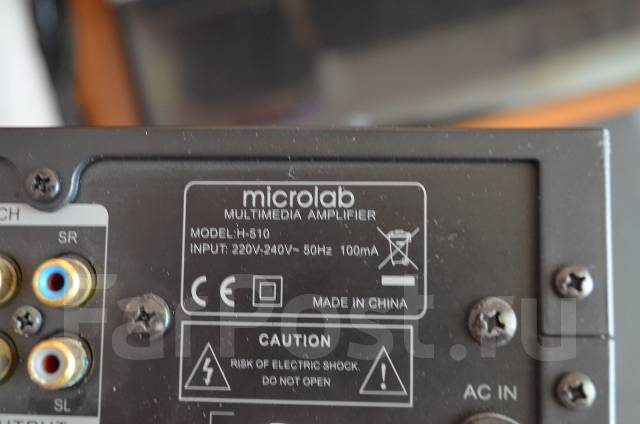 microlab
MULTIMEDIA AMPLIFIER
MODEL: H-510
INPUT: 220V-240V~ 50Hz 100mA
CE
MADE IN CHINA
CAUTION
RISK OF ELECTRIC SHOCK.
DO NOT OPEN
AC IN
CH
SR
SL
UTPUT
FarPost.ru